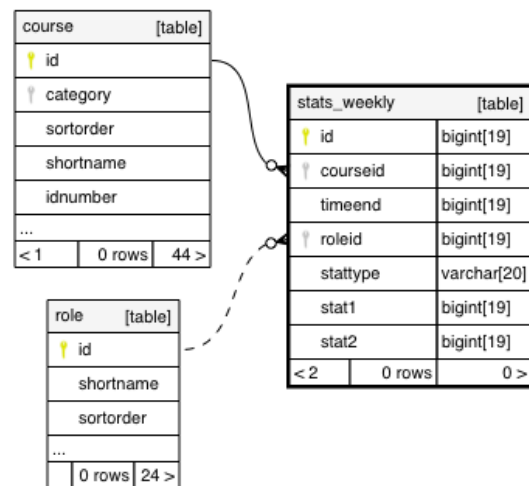 course [table]
id
category
sortorder
shortname
idnumber
...
< 1 0 rows 44 >
stats_weekly [table]
id bigint[19]
courseid bigint[19]
timeend bigint[19]
roleid bigint[19]
stattype varchar[20]
stat1 bigint[19]
stat2 bigint[19]
< 2 0 rows 0 >
role [table]
id
shortname
sortorder
...
0 rows 24 >